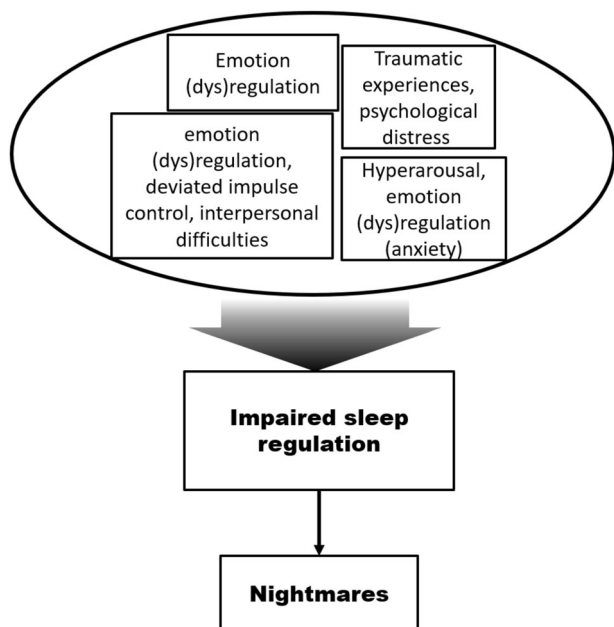 Emotion
(dys)regulation
Traumatic
experiences,
psychological
distress
emotion
(dys)regulation,
deviated impulse
control, interpersonal
difficulties
Hyperarousal,
emotion
(dys)regulation
(anxiety)
Impaired sleep
regulation
Nightmares